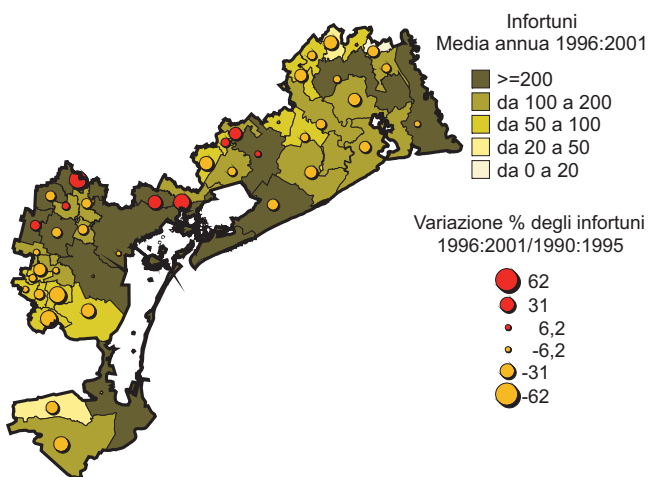 Infortuni
Media annua 1996:2001
>=200
da 100 a 200
da 50 a 100
da 20 a 50
da 0 a 20
Variazione % degli infortuni
1996:2001/1990:1995
62
31
6,2
-6,2
-31
-62